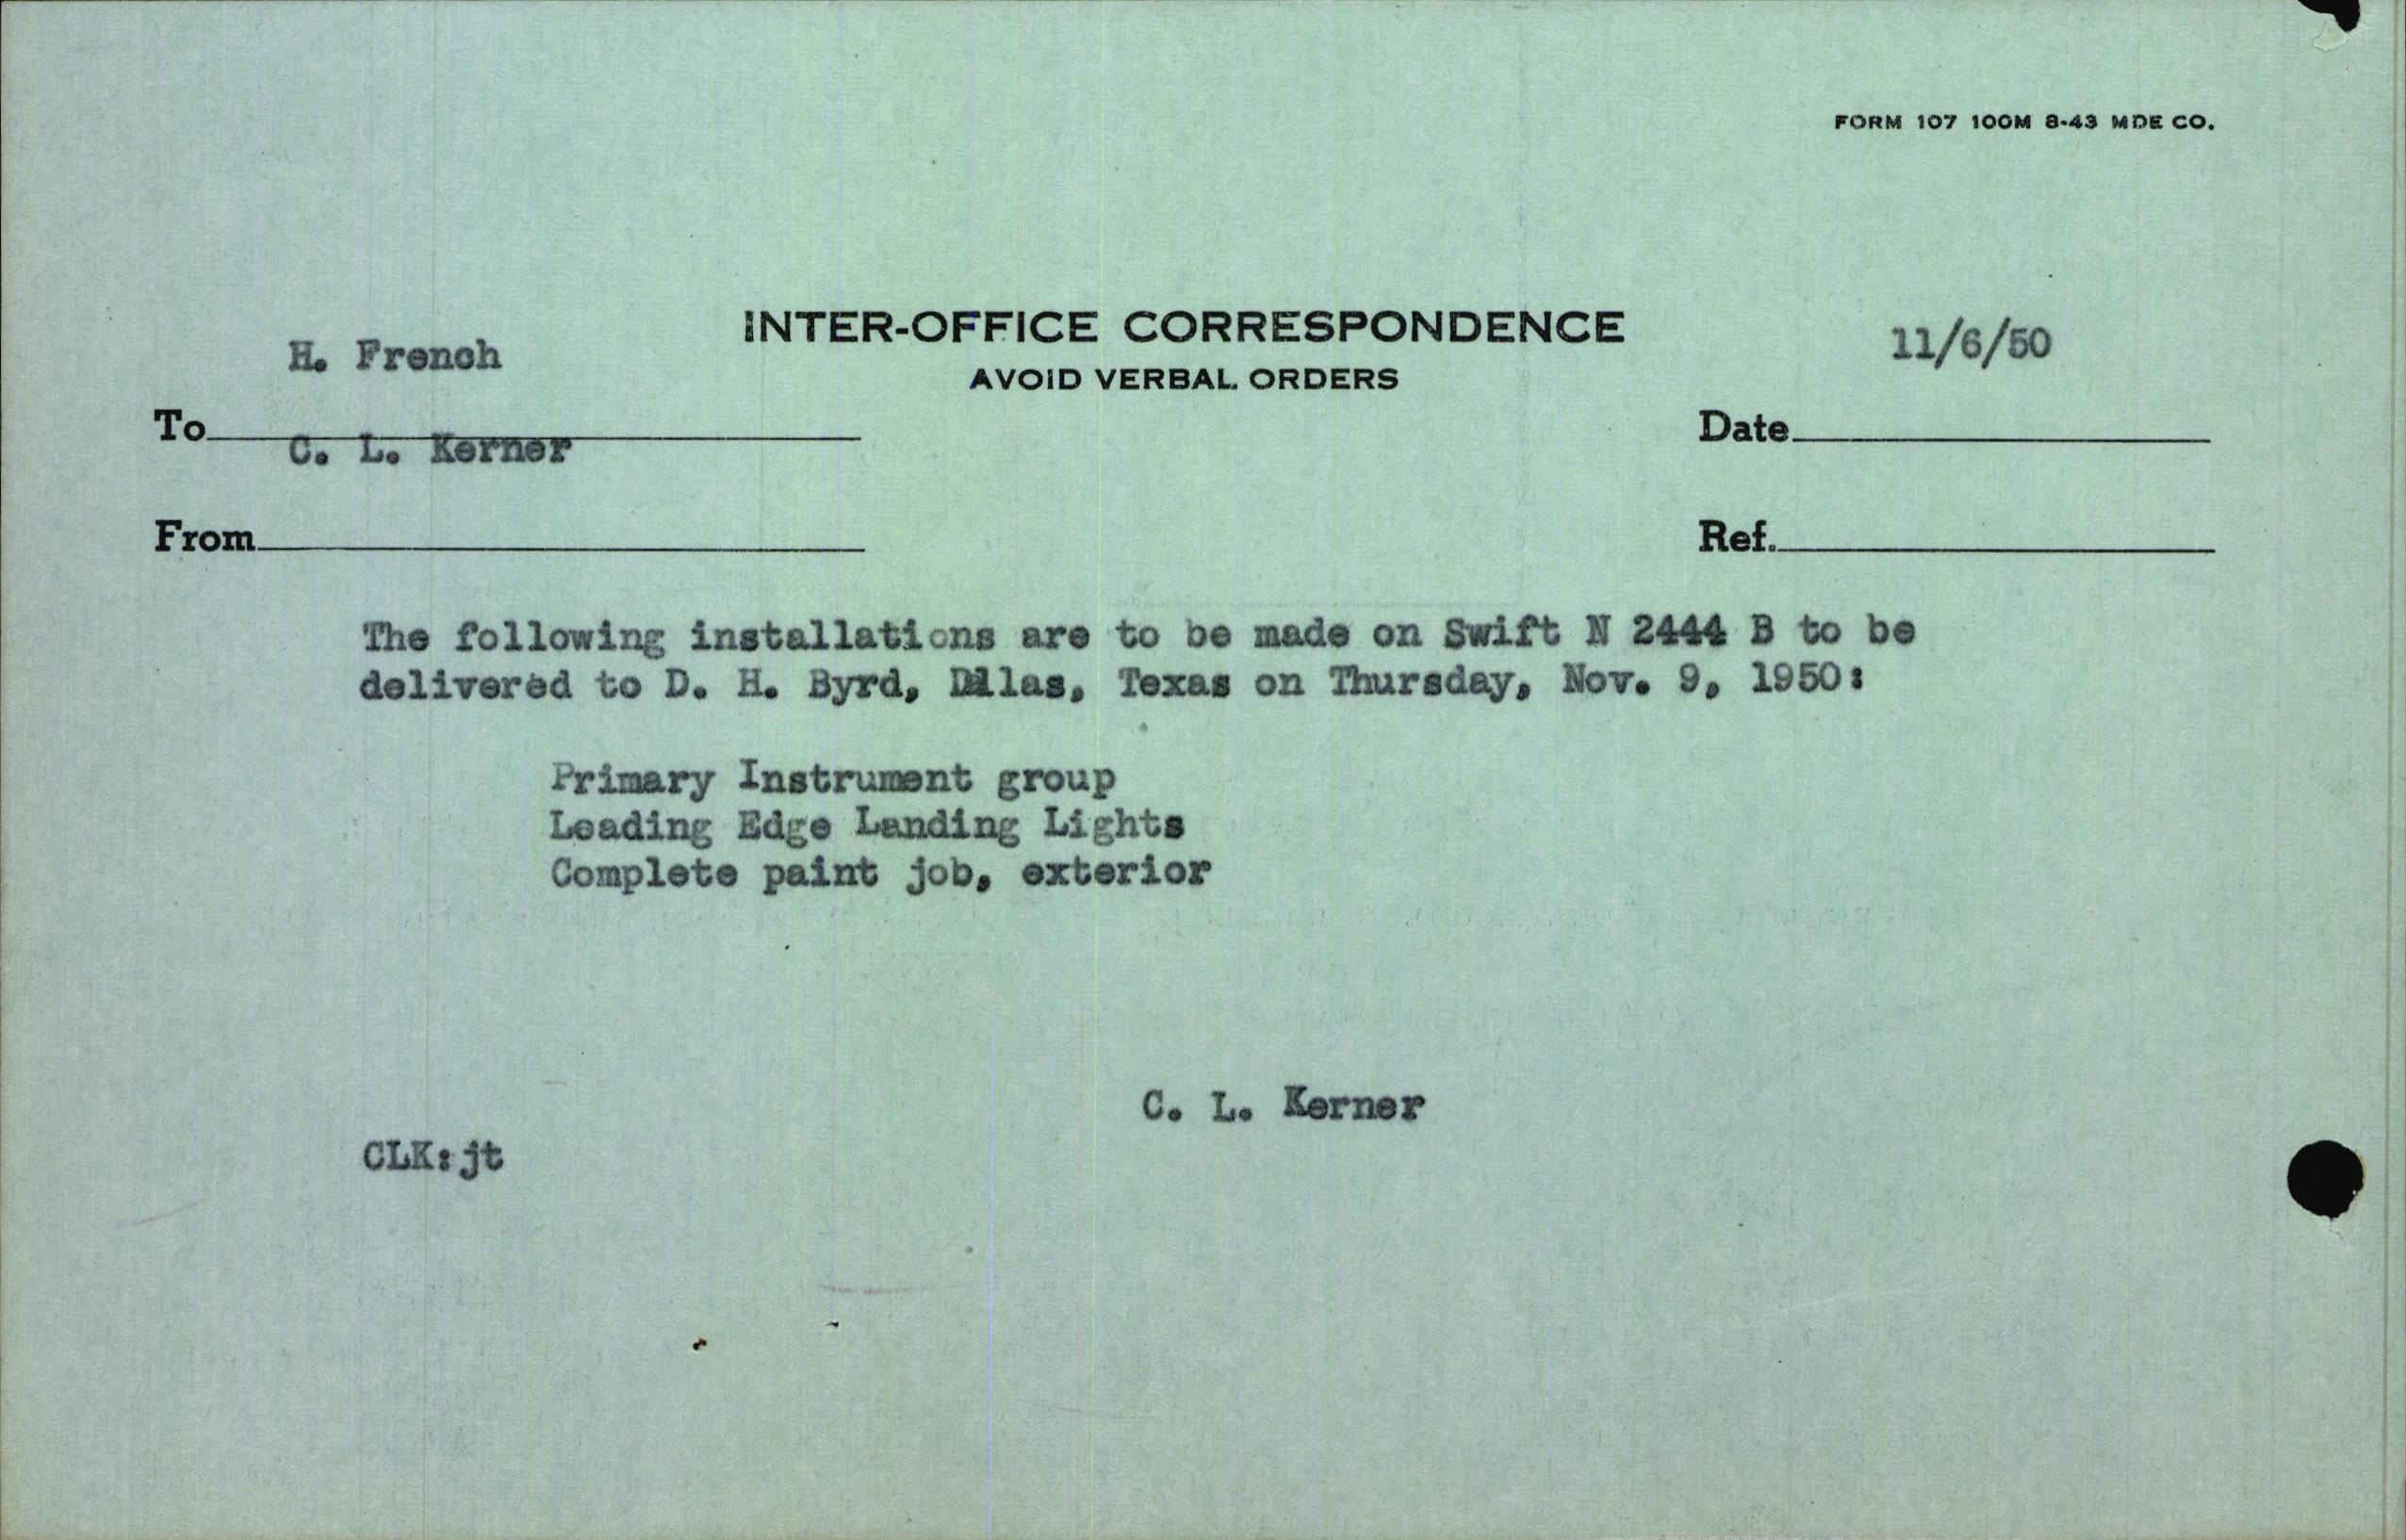 FORM 107 100M 8-43 MDE CO.
INTER-OFFICE CORRESPONDENCE
AVOID VERBAL ORDERS
H. French
11/6/50
To
Date
C. L. Kerner
From
Ref.
The following installations are to be made on Swift N 2444 B to be
delivered to D. H. Byrd, Dllas, Texas on Thursday, Nov. 9, 1950:
Primary Instrument group
Leading Edge Landing Lights
Complete paint job, exterior
C. L. Kerner
CLK:jt